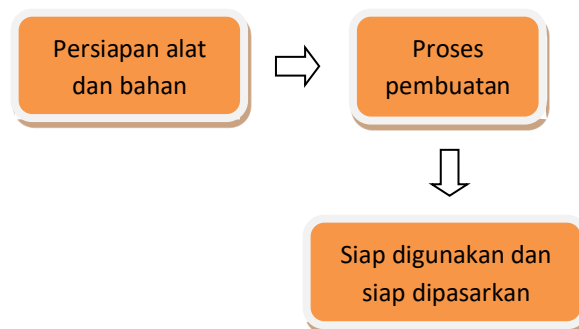 Persiapan alat
dan bahan
Proses
pembuatan
Siap digunakan dan
siap dipasarkan